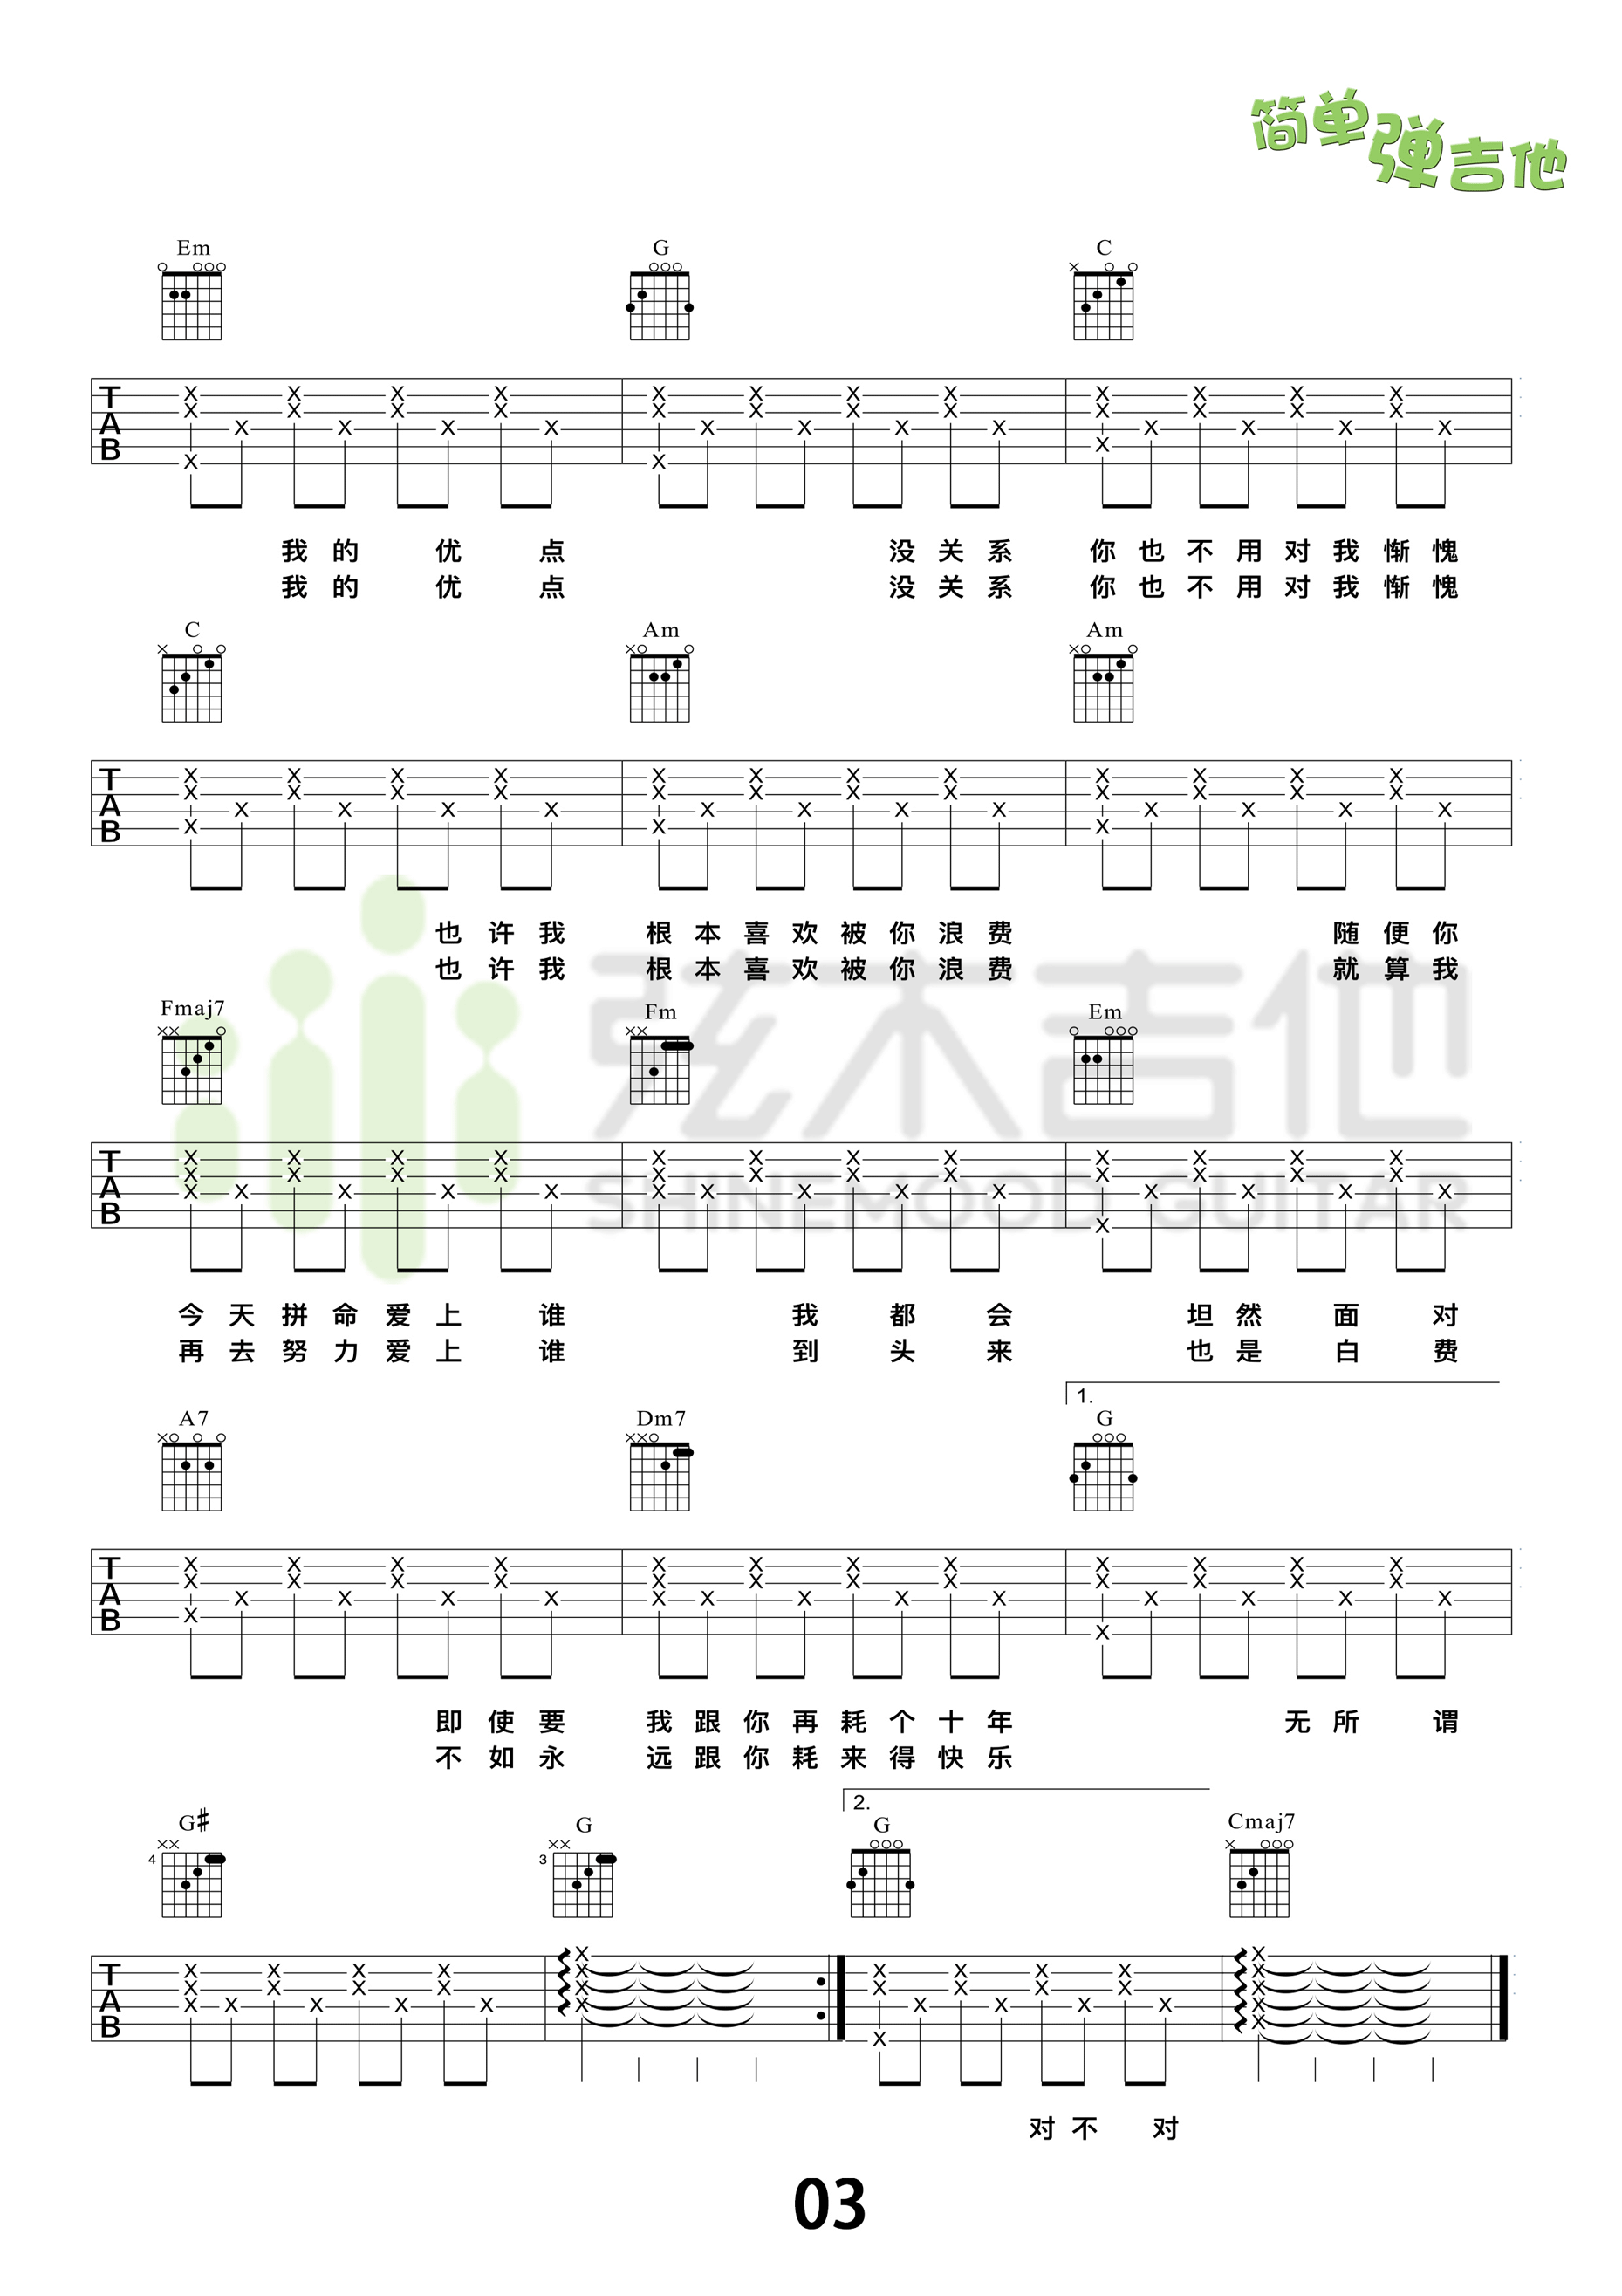 简单弹吉他
Em G C
T X X X X X X X X X X X X
A X X X X X X X X X X X X
B
我的优点 没关系 你也不用对我惭愧
我的优点 没关系 你也不用对我惭愧
C Am Am
TAB
也许我 根本喜欢被你浪费 随便你
也许我 根本喜欢被你浪费 就算我
弦木吉他
Fmaj7 Fm Em
TAB
SHINEMOOD GUITAR
今天拼命爱上谁 我都会 坦然面对
再去努力爱上谁 到头来 也是白费
1.
A7 Dm7 G
TAB
即使要 我跟你再耗个十年 无所谓
不如永 远跟你耗来得快乐
2.
G# G G Cmaj7
4 3
TAB
对不对
03